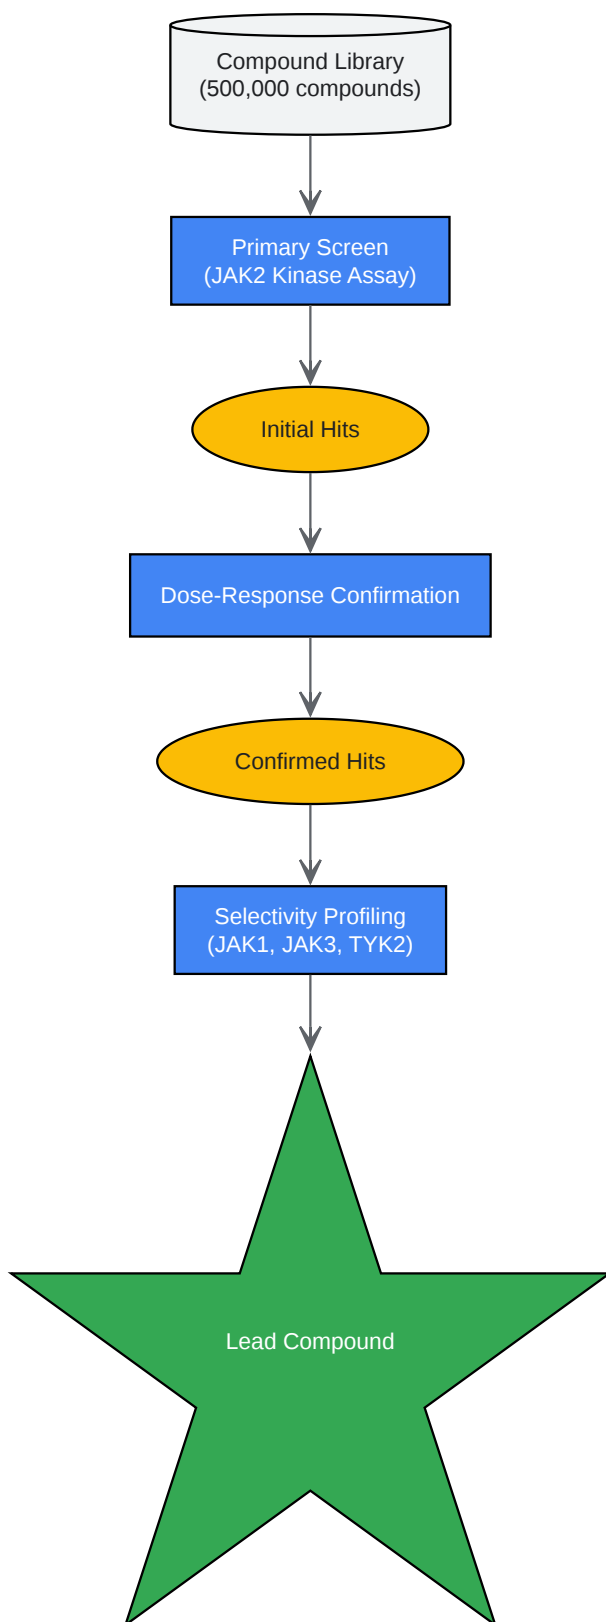 Compound Library
(500,000 compounds)
Primary Screen
(JAK2 Kinase Assay)
Initial Hits
Dose-Response Confirmation
Confirmed Hits
Selectivity Profiling
(JAK1, JAK3, TYK2)
Lead Compound